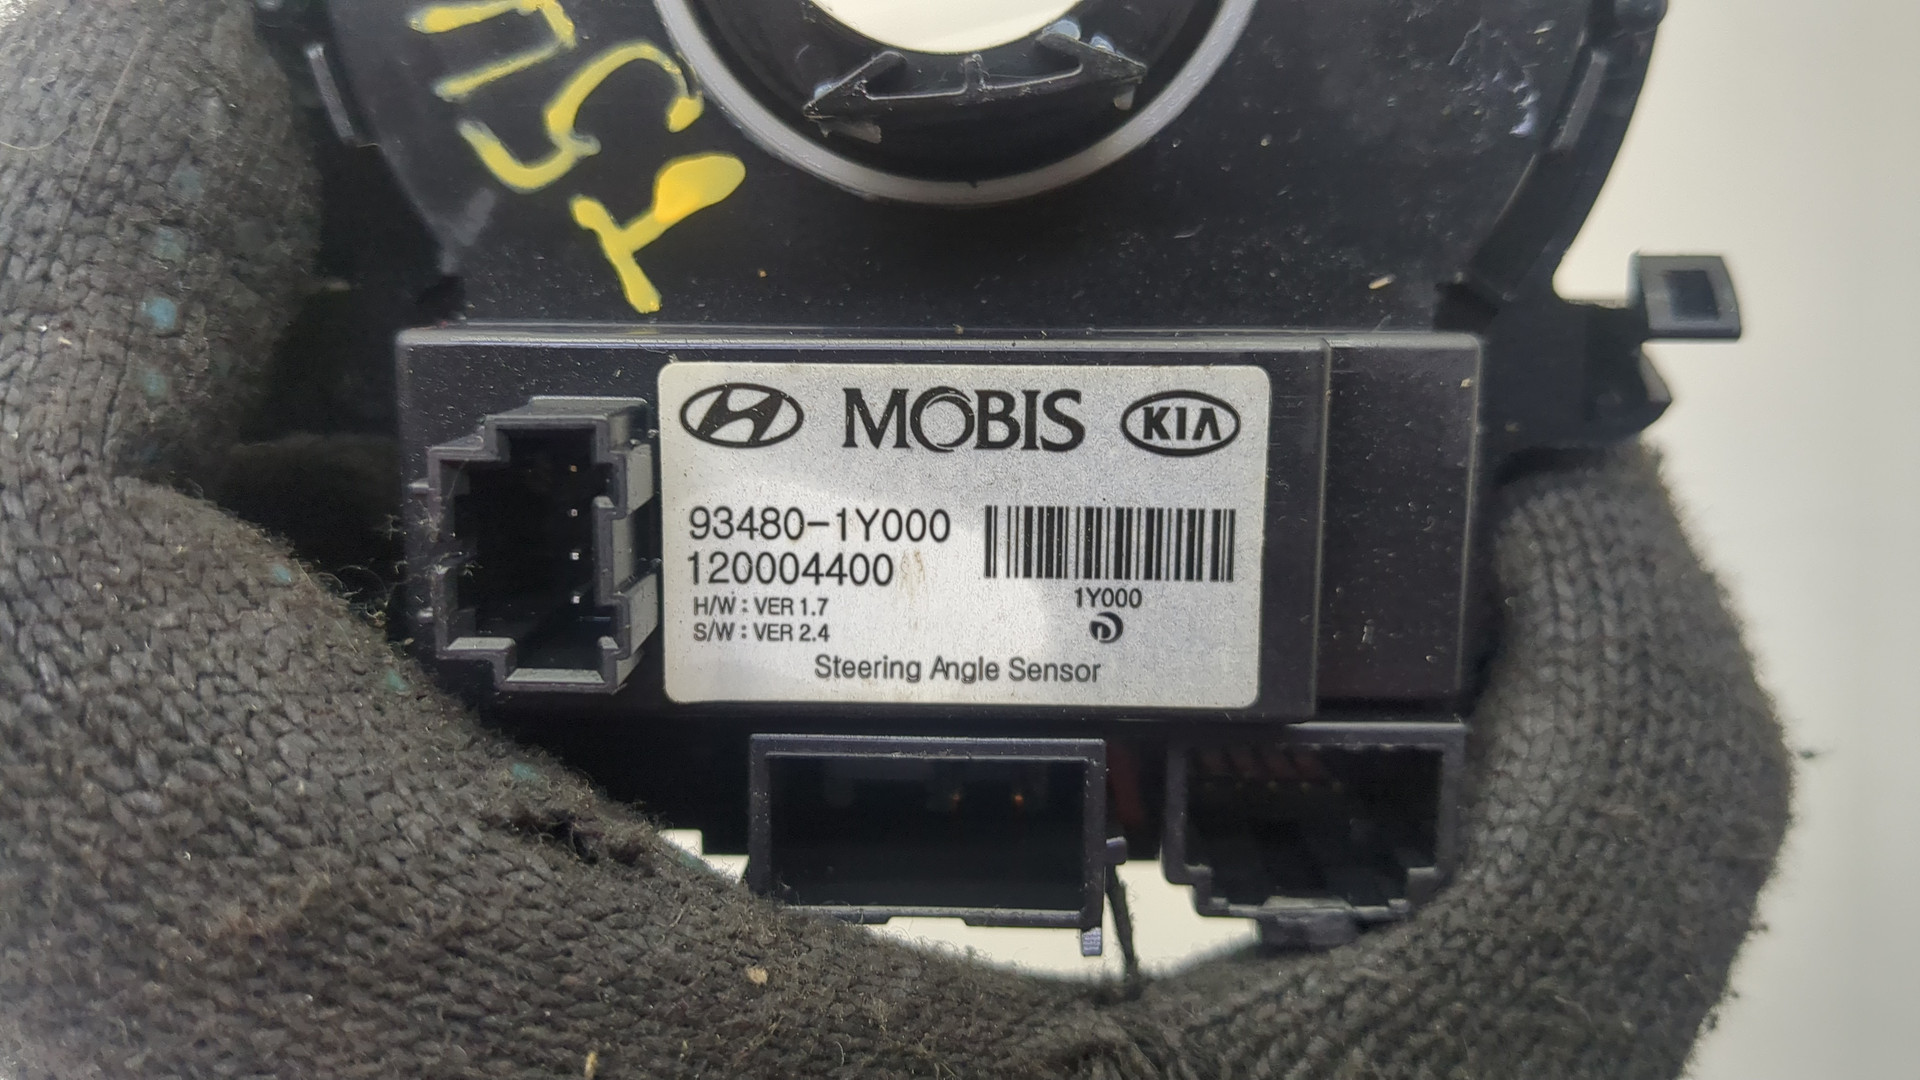 MOBIS KIA
93480-1Y000
120004400
H/W : VER 1.7
S/W : VER 2.4
1Y000
Steering Angle Sensor